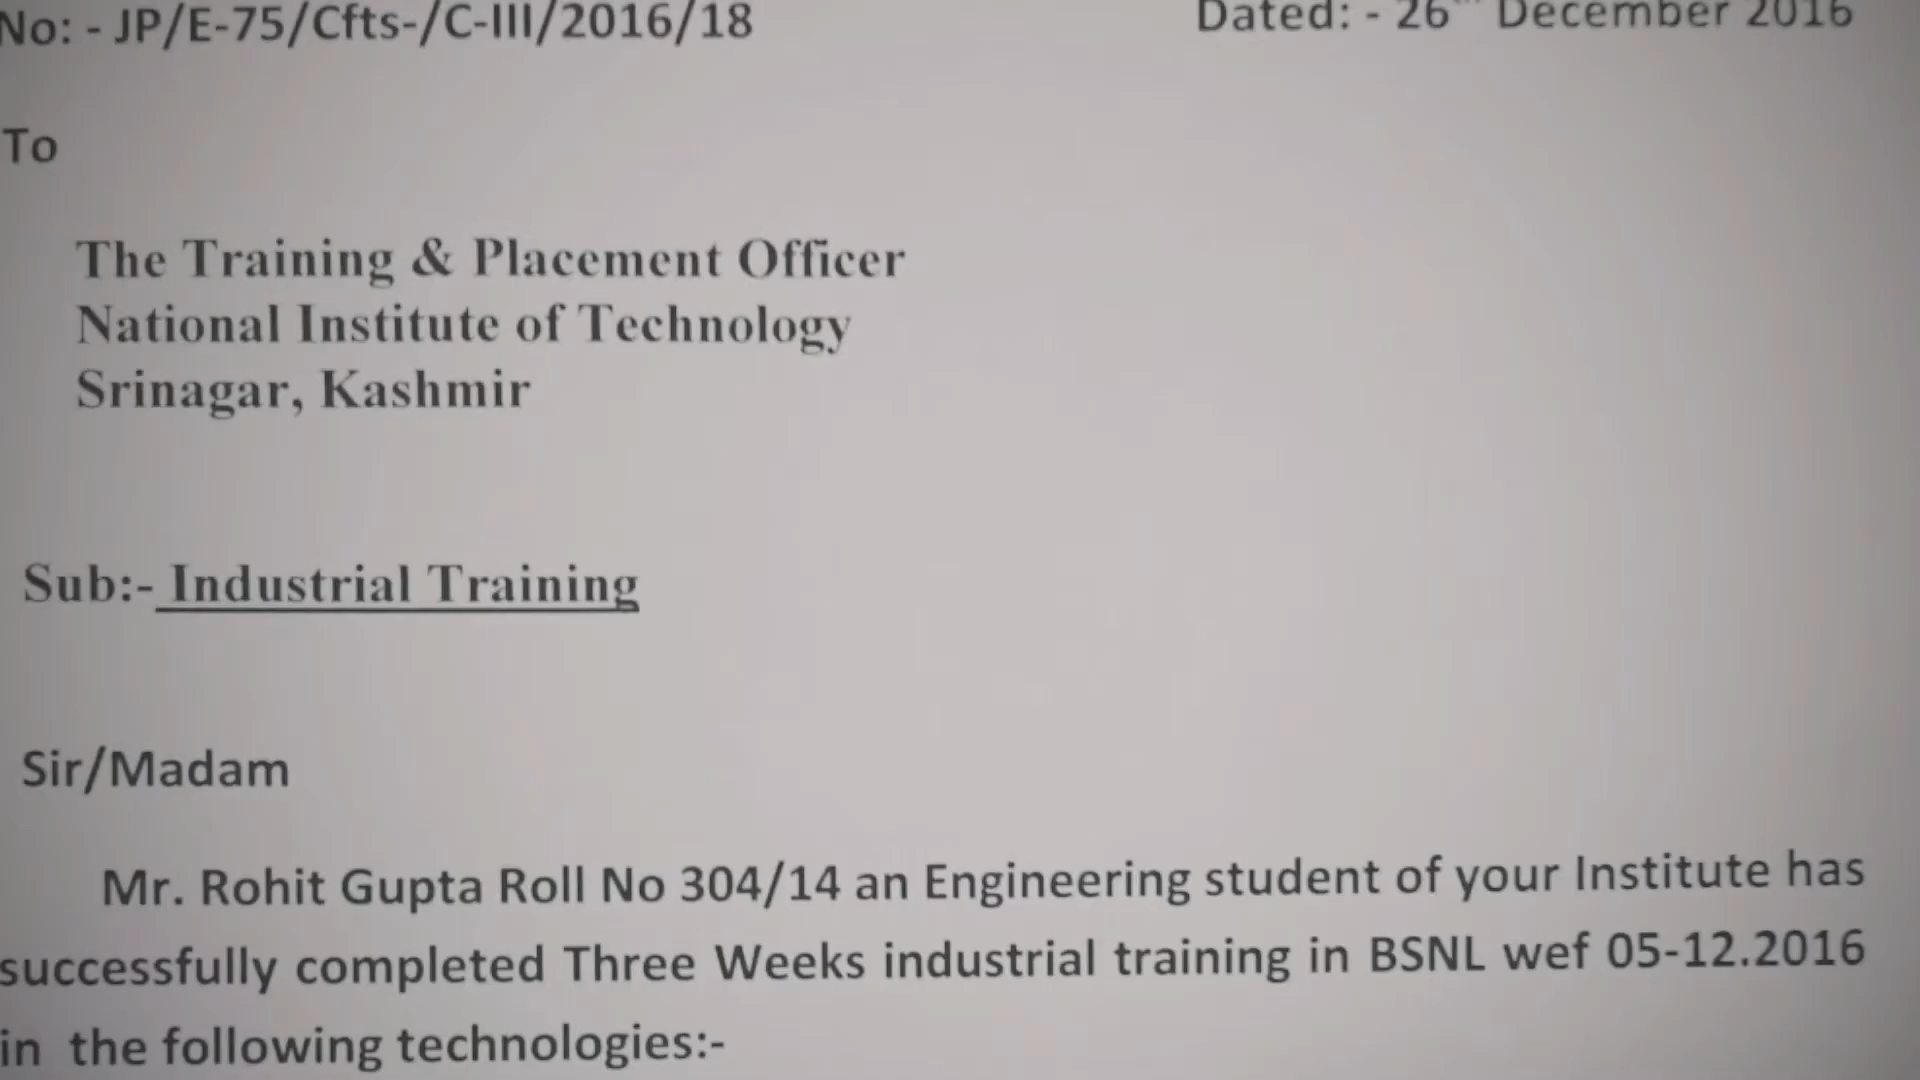 No: - JP/E-75/Cfts-/C-III/2016/18 Dated: - 26th December 2016
To
The Training & Placement Officer
National Institute of Technology
Srinagar, Kashmir
Sub:- Industrial Training
Sir/Madam
Mr. Rohit Gupta Roll No 304/14 an Engineering student of your Institute has
successfully completed Three Weeks industrial training in BSNL wef 05-12.2016
in the following technologies:-